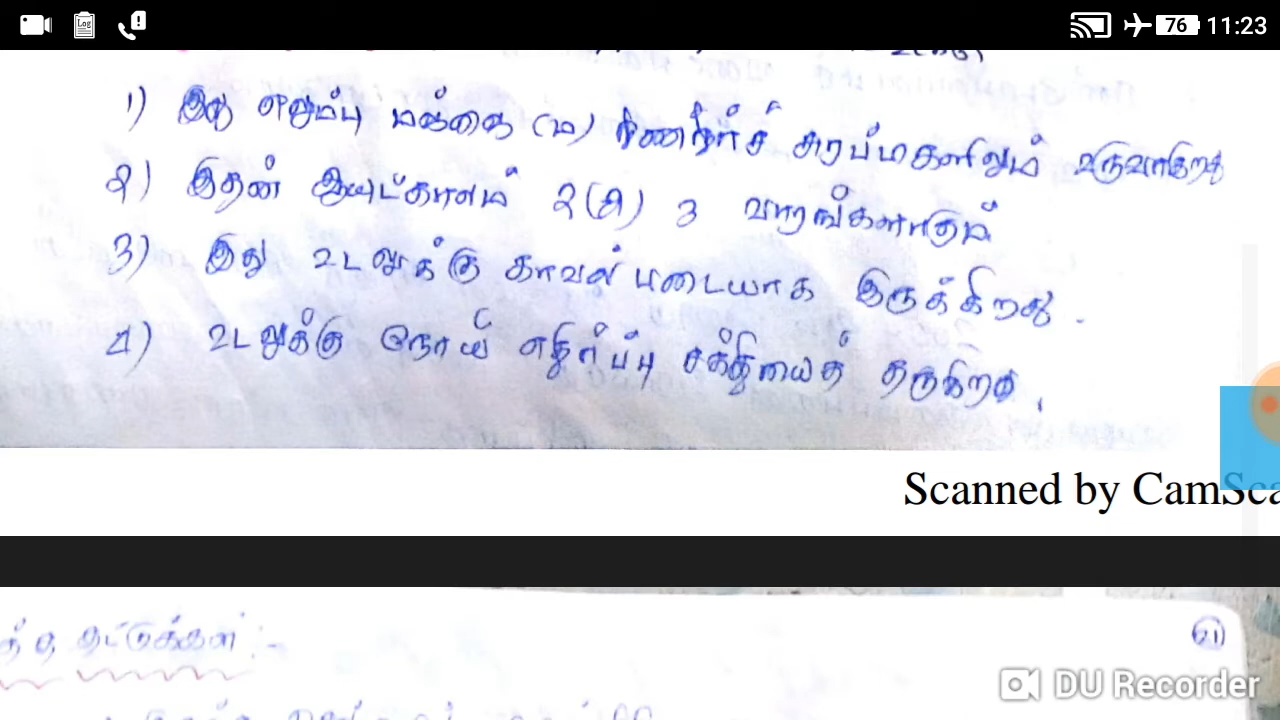 76 11:23
1) இது எலும்பு மஜ்ஜை (ம) நிணநீர்ச் சுரப்மகளிலும் உருவாகிறது
2) இதன் ஆயுட்காலம் 2 (அ) 3 வாரங்களாகும்
3) இது உடலுக்கு காவல் படையாக இருக்கிறது.
4) உடலுக்கு நோய் எதிர்ப்பு சக்தியைத் தருகிறது.
Scanned by CamSca
த்த தட்டுக்கள் :-
DU Recorder